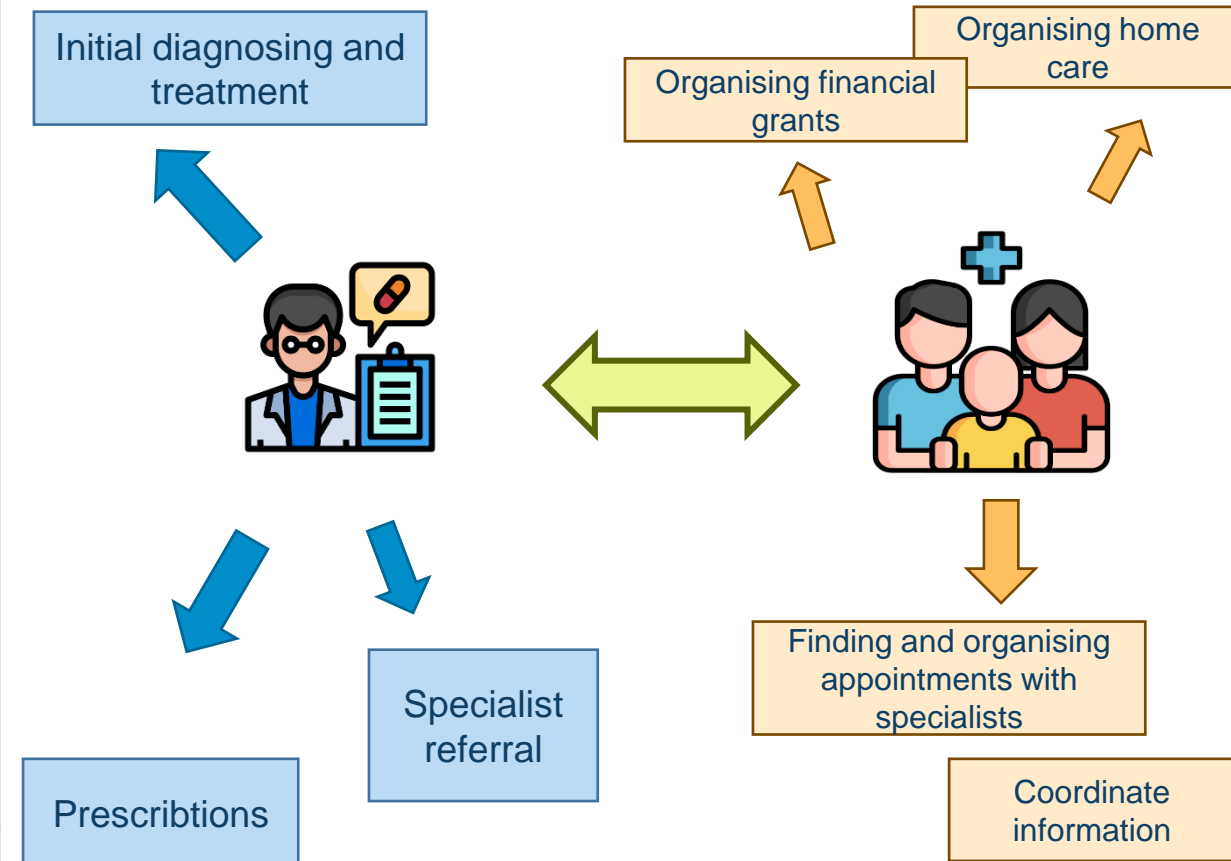 Initial diagnosing and
treatment
Organising home
care
Organising financial
grants
Finding and organising
appointments with
specialists
Specialist
referral
Prescribtions
Coordinate
information